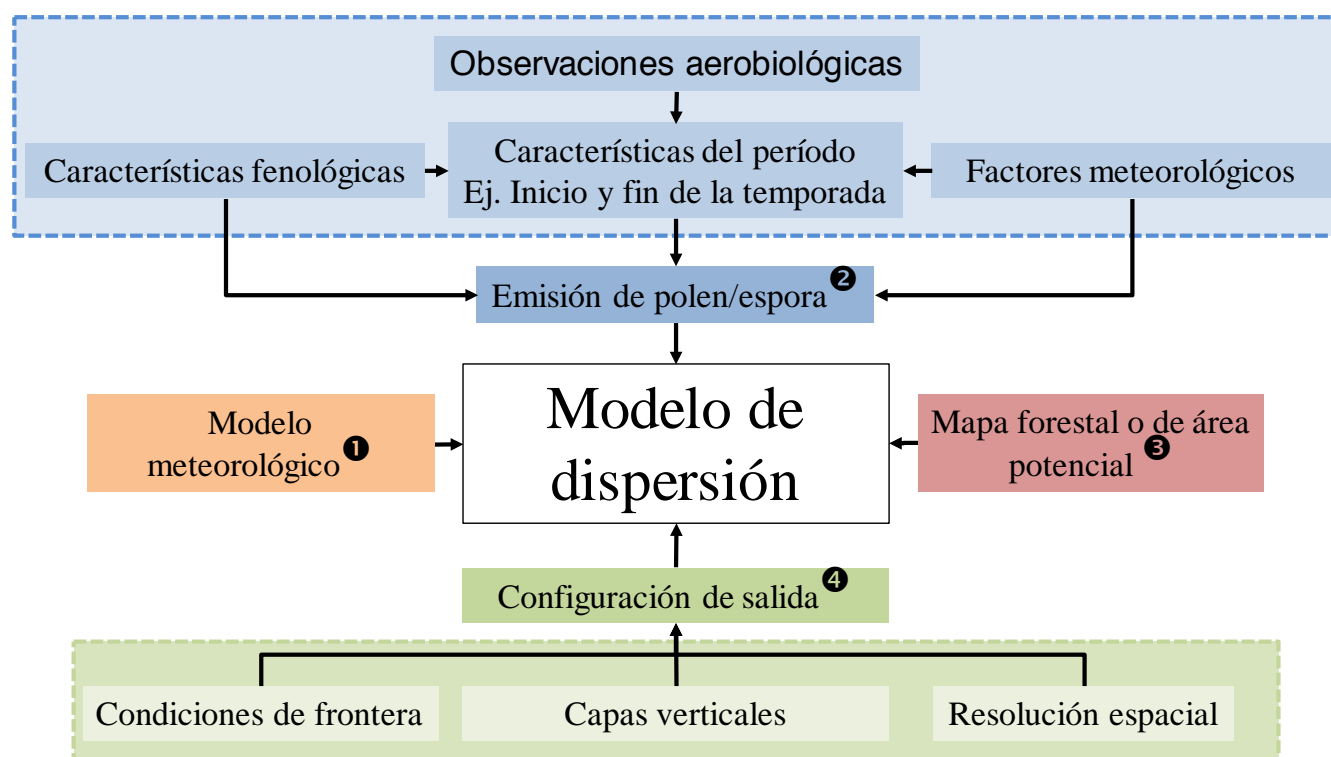 Observaciones aerobiológicas
Características fenológicas
Características del período
Ej. Inicio y fin de la temporada
Factores meteorológicos
Emisión de polen/espora ❷
Modelo
meteorológico ❶
Modelo de
dispersión
Mapa forestal o de área
potencial ❸
Configuración de salida ❹
Condiciones de frontera
Capas verticales
Resolución espacial